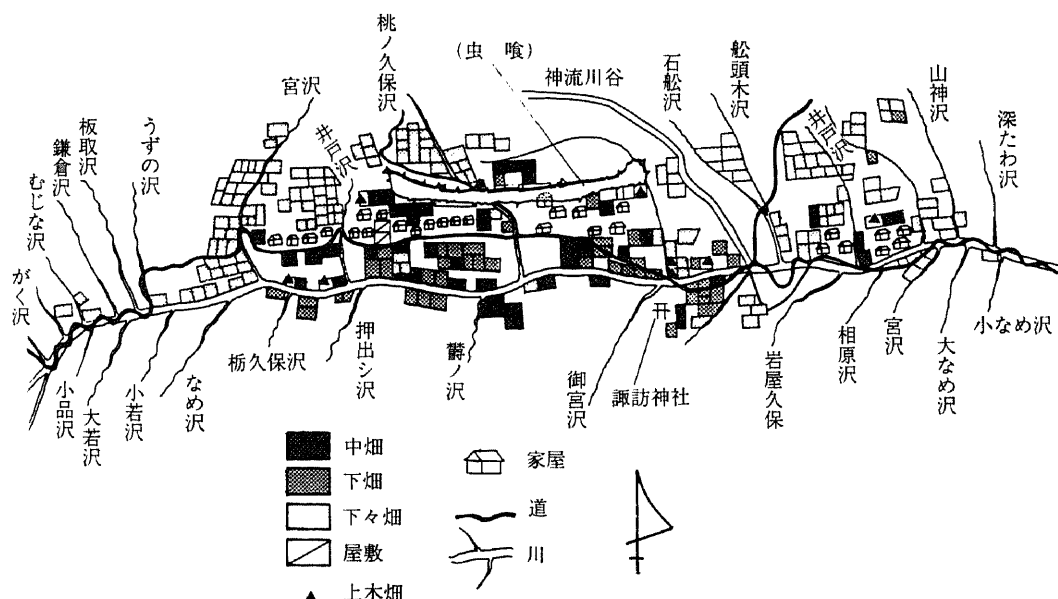 がく沢
むじな沢
鎌倉沢
板取沢
うずの沢
宮沢
井戸沢
桃ノ久保沢
(虫 喰)
神流川谷
石舩沢
舩頭木沢
井戸沢
山神沢
深たわ沢
小品沢
大若沢
小若沢
なめ沢
栃久保沢
押出シ沢
欝ノ沢
御宮沢
諏訪神社
岩屋久保
相原沢
宮沢
大なめ沢
小なめ沢
中畑
下畑
下々畑
屋敷
上木畑
家屋
道
川